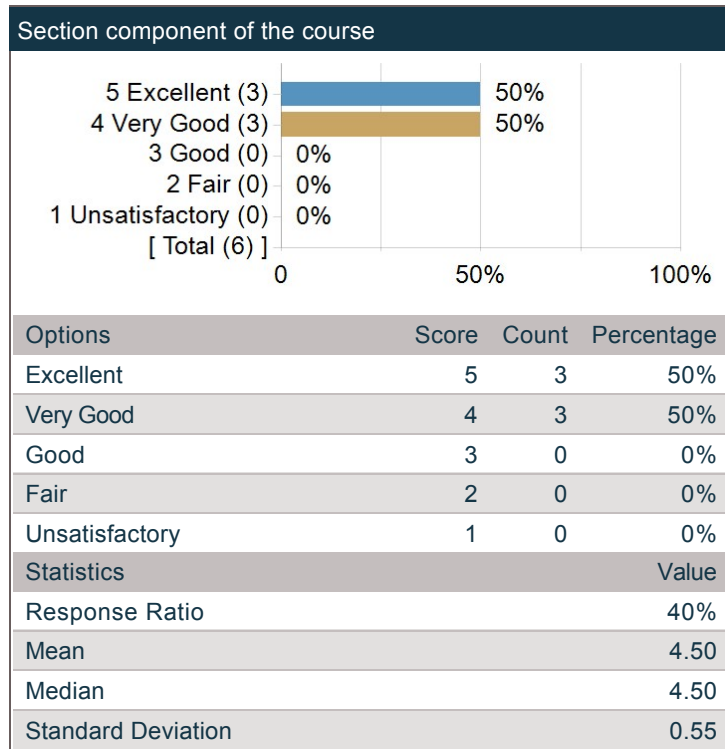 Section component of the course
5 Excellent (3) 50%
4 Very Good (3) 50%
3 Good (0) 0%
2 Fair (0) 0%
1 Unsatisfactory (0) 0%
[ Total (6) ]
0 50% 100%
Options Score Count Percentage
Excellent 5 3 50%
Very Good 4 3 50%
Good 3 0 0%
Fair 2 0 0%
Unsatisfactory 1 0 0%
Statistics Value
Response Ratio 40%
Mean 4.50
Median 4.50
Standard Deviation 0.55